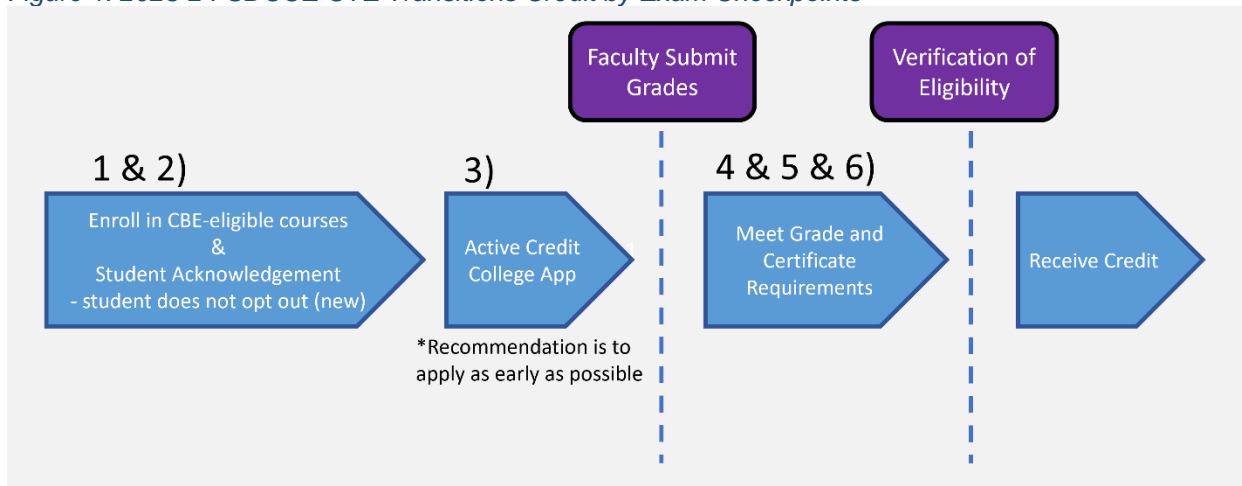 Faculty Submit
Grades
Verification of
Eligibility
1 & 2)
3)
4 & 5 & 6)
Enroll in CBE-eligible courses
&
Student Acknowledgement
- student does not opt out (new)
Active Credit
College App
Meet Grade and
Certificate
Requirements
Receive Credit
*Recommendation is to
apply as early as possible